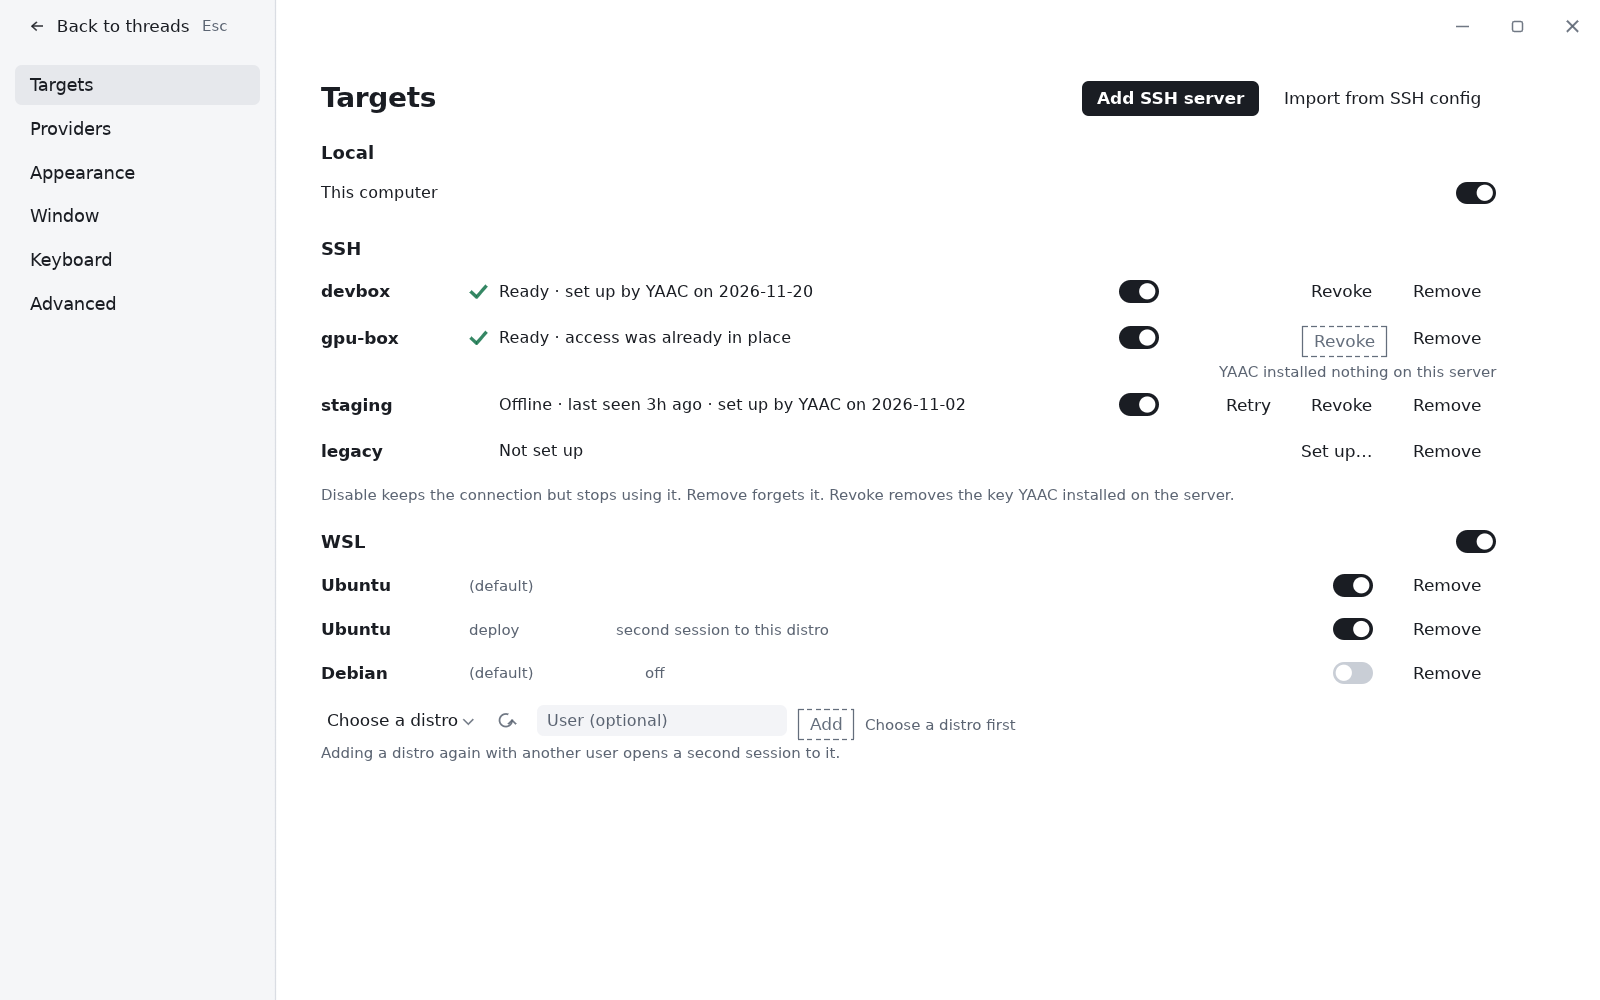 Back to threads Esc
Targets
Providers
Appearance
Window
Keyboard
Advanced
Targets Add SSH server Import from SSH config
Local
This computer
SSH
devbox Ready · set up by YAAC on 2026-11-20 Revoke Remove
gpu-box Ready · access was already in place Revoke Remove
YAAC installed nothing on this server
staging Offline · last seen 3h ago · set up by YAAC on 2026-11-02 Retry Revoke Remove
legacy Not set up Set up... Remove
Disable keeps the connection but stops using it. Remove forgets it. Revoke removes the key YAAC installed on the server.
WSL
Ubuntu (default) Remove
Ubuntu deploy second session to this distro Remove
Debian (default) off Remove
Choose a distro User (optional) Add Choose a distro first
Adding a distro again with another user opens a second session to it.